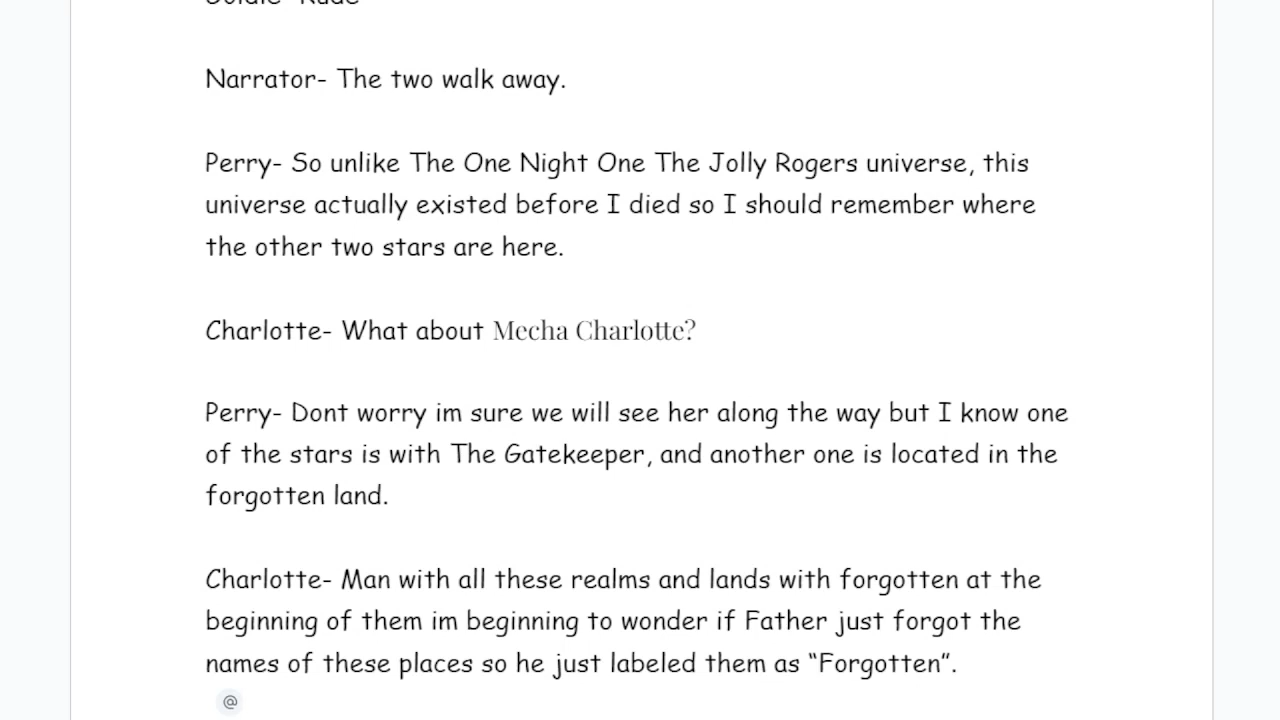 Narrator- The two walk away.
Perry- So unlike The One Night One The Jolly Rogers universe, this
universe actually existed before I died so I should remember where
the other two stars are here.
Charlotte- What about Mecha Charlotte?
Perry- Dont worry im sure we will see her along the way but I know one
of the stars is with The Gatekeeper, and another one is located in the
forgotten land.
Charlotte- Man with all these realms and lands with forgotten at the
beginning of them im beginning to wonder if Father just forgot the
names of these places so he just labeled them as “Forgotten”.
@